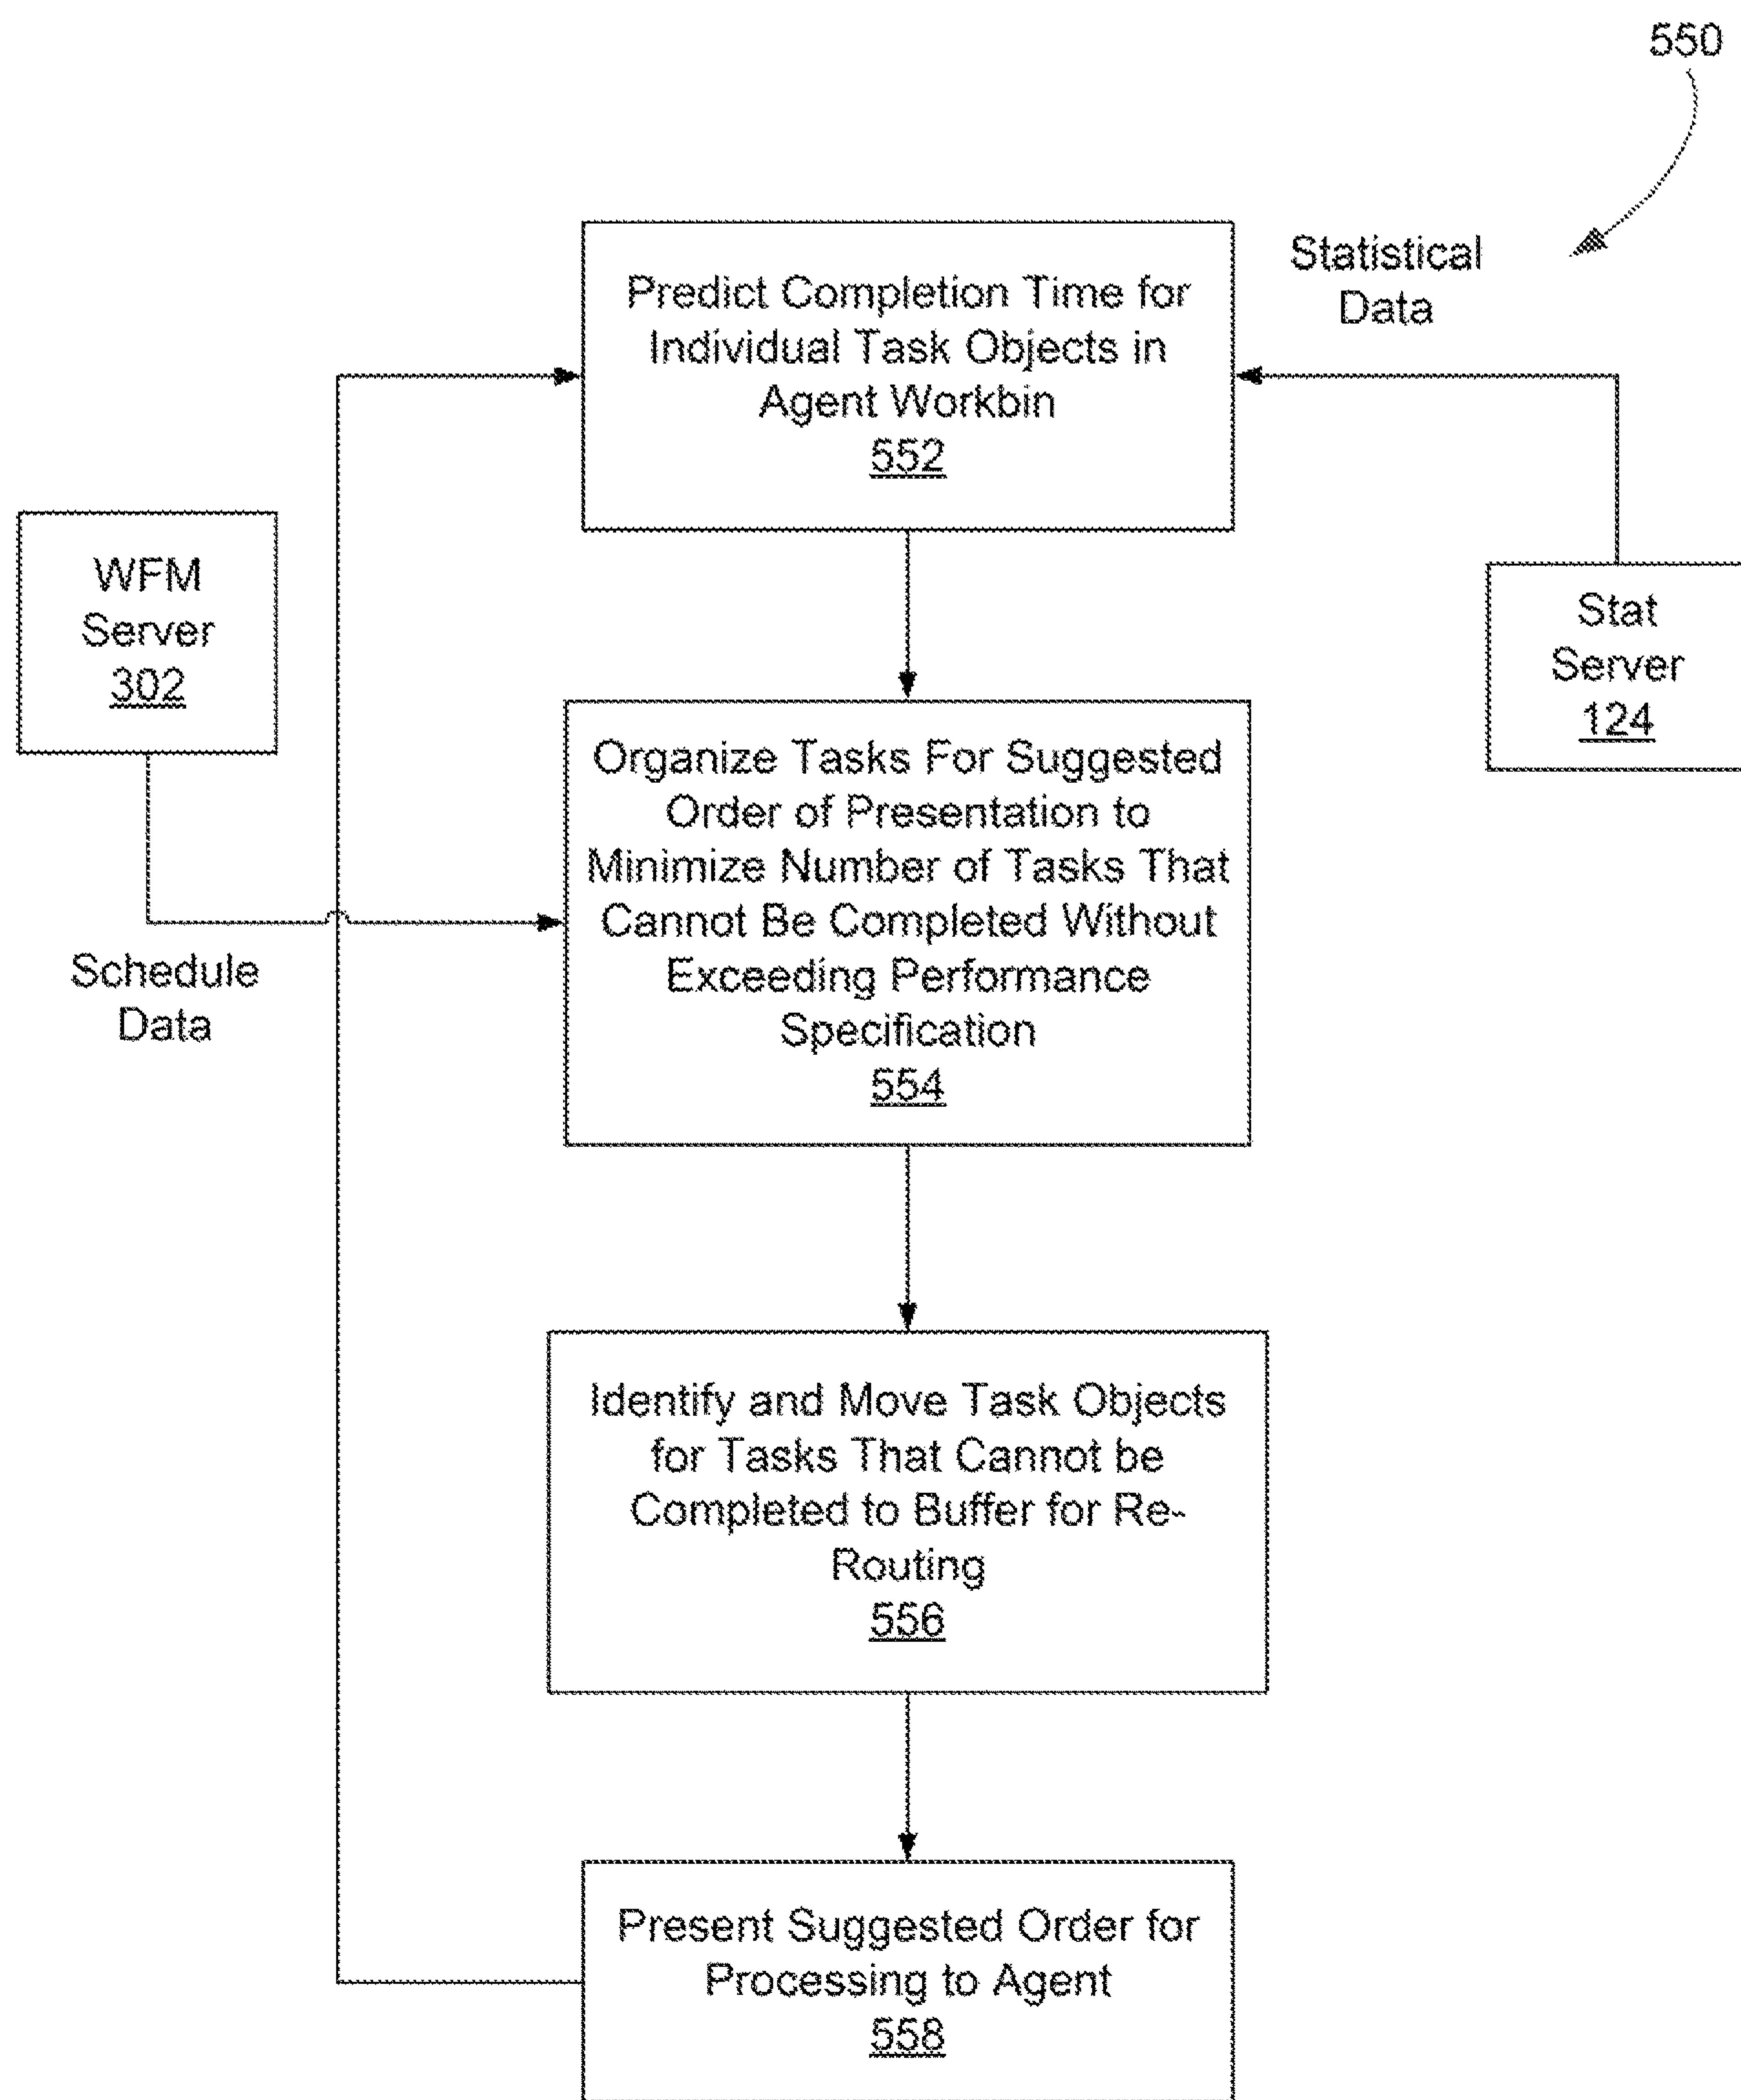 550
Statistical
Data
Predict Completion Time for
Individual Task Objects in
Agent Workbin
552
WFM
Server
302
Stat
Server
124
Schedule
Data
Organize Tasks For Suggested
Order of Presentation to
Minimize Number of Tasks That
Cannot Be Completed Without
Exceeding Performance
Specification
554
Identify and Move Task Objects
for Tasks That Cannot be
Completed to Buffer for Re-
Routing
556
Present Suggested Order for
Processing to Agent
558